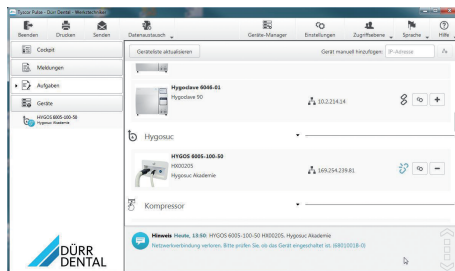 Tyscor Pulse - Dürr Dental - Werkstechniker
Beenden
Drucken
Senden
Datenaustausch
Geräte-Manager
Einstellungen
Zugriffsebene
Sprache
Hilfe
Cockpit
Meldungen
Aufgaben
Geräte
HYGOS 6005-100-50
Hygosuc Akademie
Geräteliste aktualisieren
Gerät manuell hinzufügen:
IP-Adresse
Hygoclave 6046-01
Hygoclave 90
10.2.214.14
Hygosuc
HYGOS 6005-100-50
HX00205
Hygosuc Akademie
169.254.239.81
Kompressor
Hinweis Heute, 13:50: HYGOS 6005-100-50 HX00205, Hygosuc Akademie
Netzwerkverbindung verloren. Bitte prüfen Sie, ob das Gerät eingeschaltet ist. (6801001B-0)
DÜRR
DENTAL